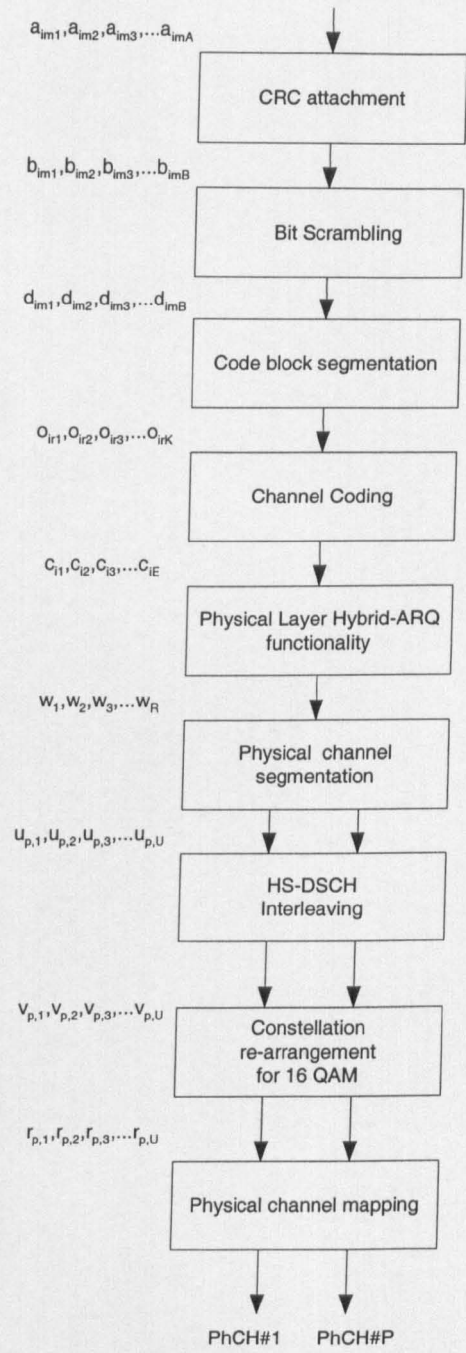 a_im1,a_im2,a_im3,...a_imA
CRC attachment
b_im1,b_im2,b_im3,...b_imB
Bit Scrambling
d_im1,d_im2,d_im3,...d_imB
Code block segmentation
o_ir1,o_ir2,o_ir3,...o_irK
Channel Coding
c_i1,c_i2,c_i3,...c_iE
Physical Layer Hybrid-ARQ
functionality
w_1,w_2,w_3,...w_R
Physical channel
segmentation
u_p,1,u_p,2,u_p,3,...u_p,U
HS-DSCH
Interleaving
v_p,1,v_p,2,v_p,3,...v_p,U
Constellation
re-arrangement
for 16 QAM
r_p,1,r_p,2,r_p,3,...r_p,U
Physical channel mapping
PhCH#1 PhCH#P